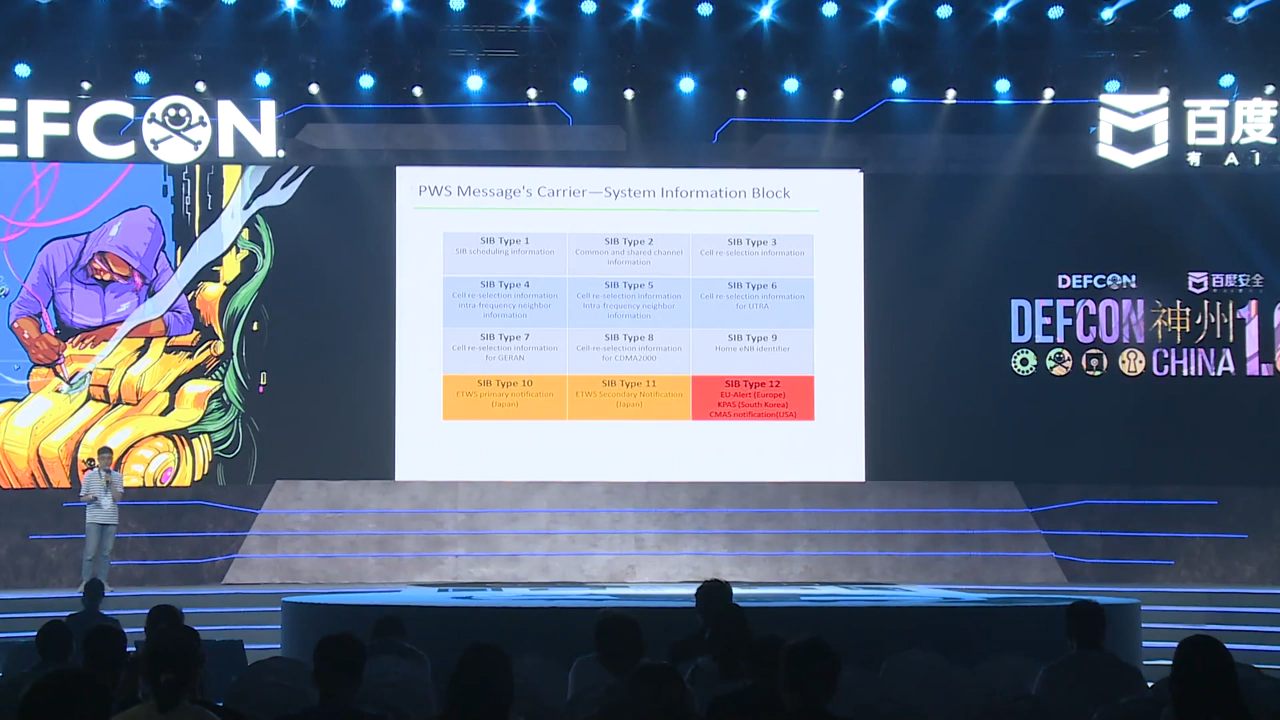 EFCON.
百度
有 A I
PWS Message's Carrier—System Information Block
SIB Type 1
SIB scheduling information
SIB Type 2
Common and shared channel
information
SIB Type 3
Cell re-selection information
SIB Type 4
Cell re-selection information
intra-frequency neighbor
information
SIB Type 5
Cell re-selection information
Intra frequency neighbor
information
SIB Type 6
Cell re-selection information
for UTRA
SIB Type 7
Cell re-selection information
for GERAN
SIB Type 8
Cell-re-selection information
for CDMA2000
SIB Type 9
Home eNB identifier
SIB Type 10
ETWS primary notification
(Japan)
SIB Type 11
ETWS Secondary Notification
(Japan)
SIB Type 12
EU-Alert (Europe)
KPAS (South Korea)
CMAS notification(USA)
DEFCON
百度安全
DEFCON 神州 1.
CHINA